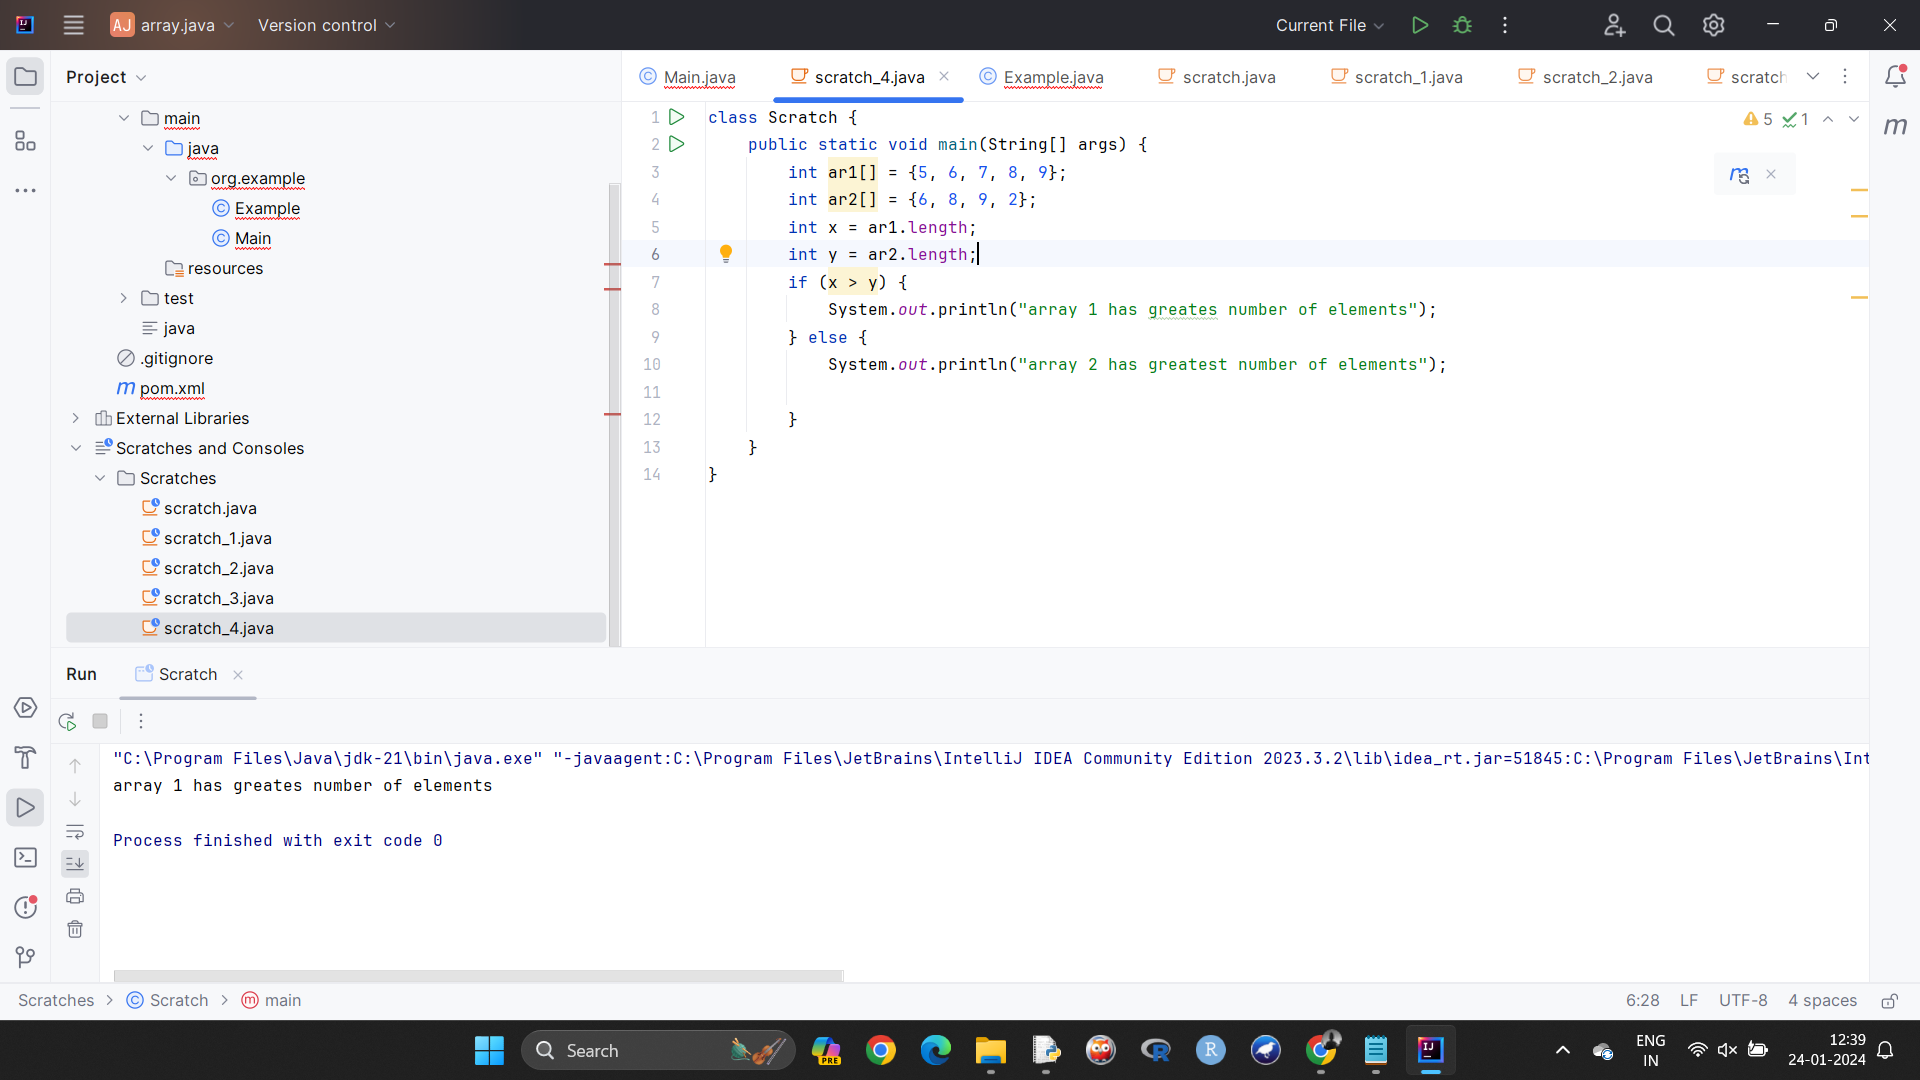 AJ array.java Version control Current File
Project
main
java
org.example
Example
Main
resources
test
java
.gitignore
pom.xml
External Libraries
Scratches and Consoles
Scratches
scratch.java
scratch_1.java
scratch_2.java
scratch_3.java
scratch_4.java
Main.java scratch_4.java Example.java scratch.java scratch_1.java scratch_2.java scratch
5 1
1 class Scratch {
2 public static void main(String[] args) {
3 int ar1[] = {5, 6, 7, 8, 9};
4 int ar2[] = {6, 8, 9, 2};
5 int x = ar1.length;
6 int y = ar2.length;
7 if (x > y) {
8 System.out.println("array 1 has greates number of elements");
9 } else {
10 System.out.println("array 2 has greatest number of elements");
11
12 }
13 }
14 }
Run Scratch
"C:\Program Files\Java\jdk-21\bin\java.exe" "-javaagent:C:\Program Files\JetBrains\IntelliJ IDEA Community Edition 2023.3.2\lib\idea_rt.jar=51845:C:\Program Files\JetBrains\Int
array 1 has greates number of elements
Process finished with exit code 0
Scratches > Scratch > main
6:28 LF UTF-8 4 spaces
Search
PRE
ENG
IN
12:39
24-01-2024